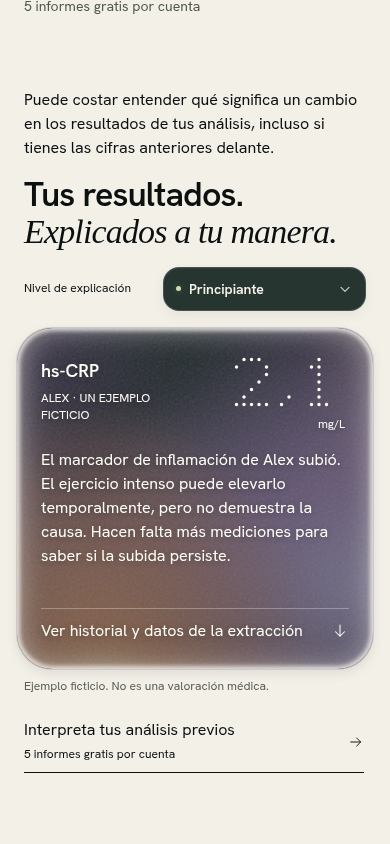 5 informes gratis por cuenta
Puede costar entender qué significa un cambio
en los resultados de tus análisis, incluso si
tienes las cifras anteriores delante.
Tus resultados.
Explicados a tu manera.
Nivel de explicación
Principiante
hs-CRP
2.1
ALEX · UN EJEMPLO
FICTICIO
mg/L
El marcador de inflamación de Alex subió.
El ejercicio intenso puede elevarlo
temporalmente, pero no demuestra la
causa. Hacen falta más mediciones para
saber si la subida persiste.
Ver historial y datos de la extracción
Ejemplo ficticio. No es una valoración médica.
Interpreta tus análisis previos
5 informes gratis por cuenta